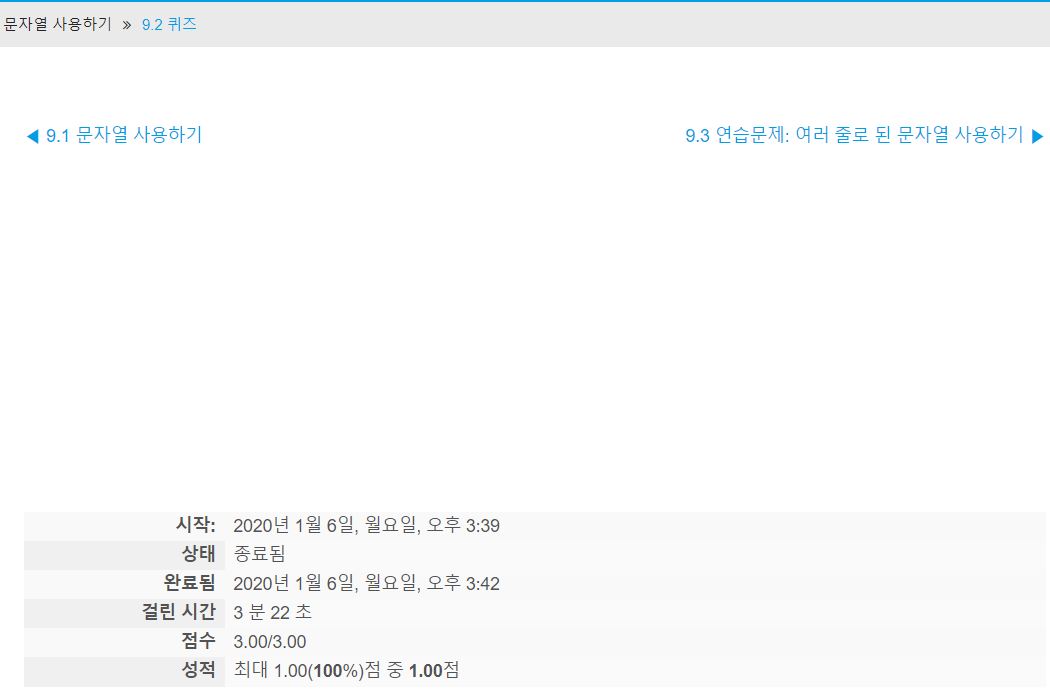 문자열 사용하기 » 9.2 퀴즈
◀ 9.1 문자열 사용하기
9.3 연습문제: 여러 줄로 된 문자열 사용하기 ▶
시작: 2020년 1월 6일, 월요일, 오후 3:39
상태 종료됨
완료됨 2020년 1월 6일, 월요일, 오후 3:42
걸린 시간 3 분 22 초
점수 3.00/3.00
성적 최대 1.00(100%)점 중 1.00점